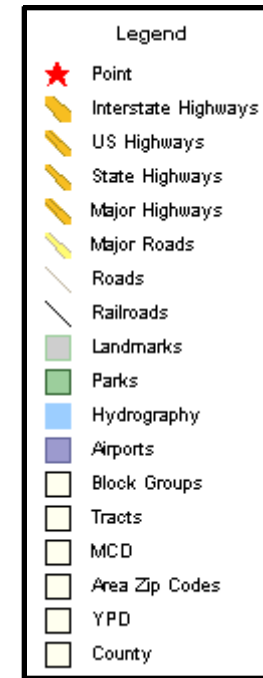 Legend
Point
Interstate Highways
US Highways
State Highways
Major Highways
Major Roads
Roads
Railroads
Landmarks
Parks
Hydrography
Airports
Block Groups
Tracts
MCD
Area Zip Codes
YPD
County